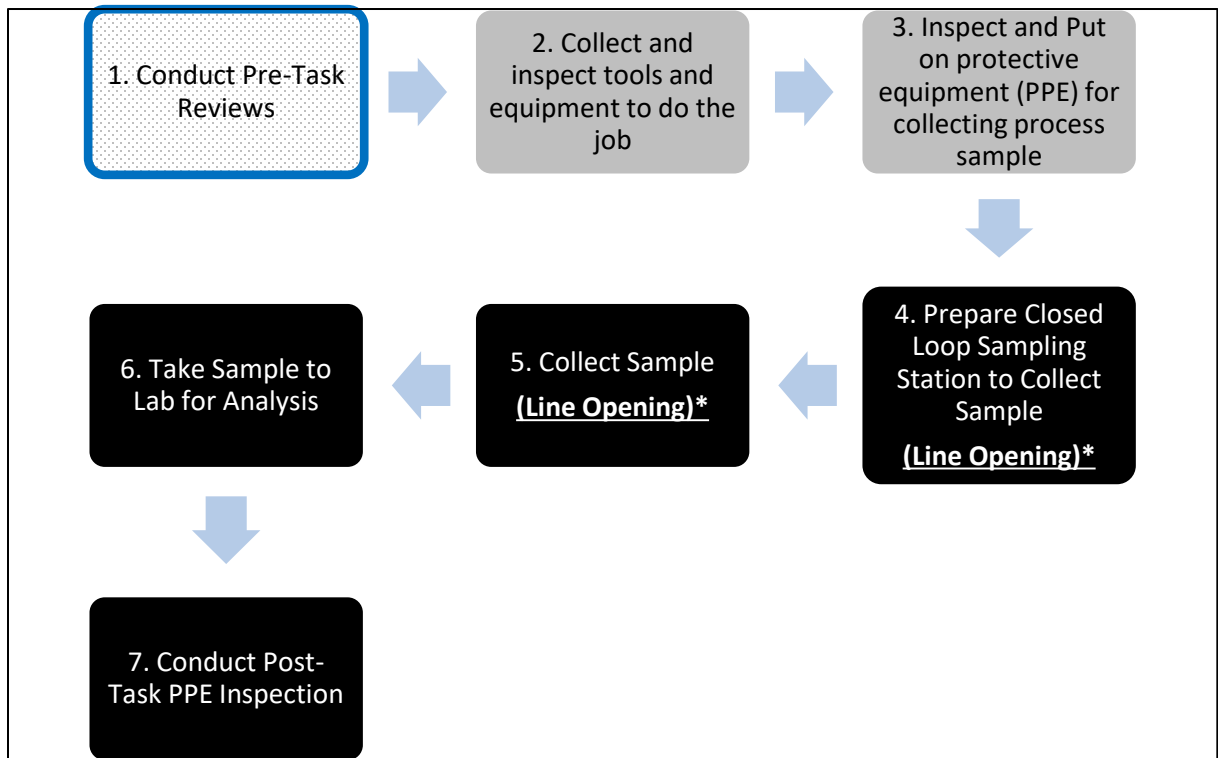 1. Conduct Pre-Task
Reviews
2. Collect and
inspect tools and
equipment to do the
job
3. Inspect and Put
on protective
equipment (PPE) for
collecting process
sample
4. Prepare Closed
Loop Sampling
Station to Collect
Sample
(Line Opening)*
5. Collect Sample
(Line Opening)*
6. Take Sample to
Lab for Analysis
7. Conduct Post-
Task PPE Inspection